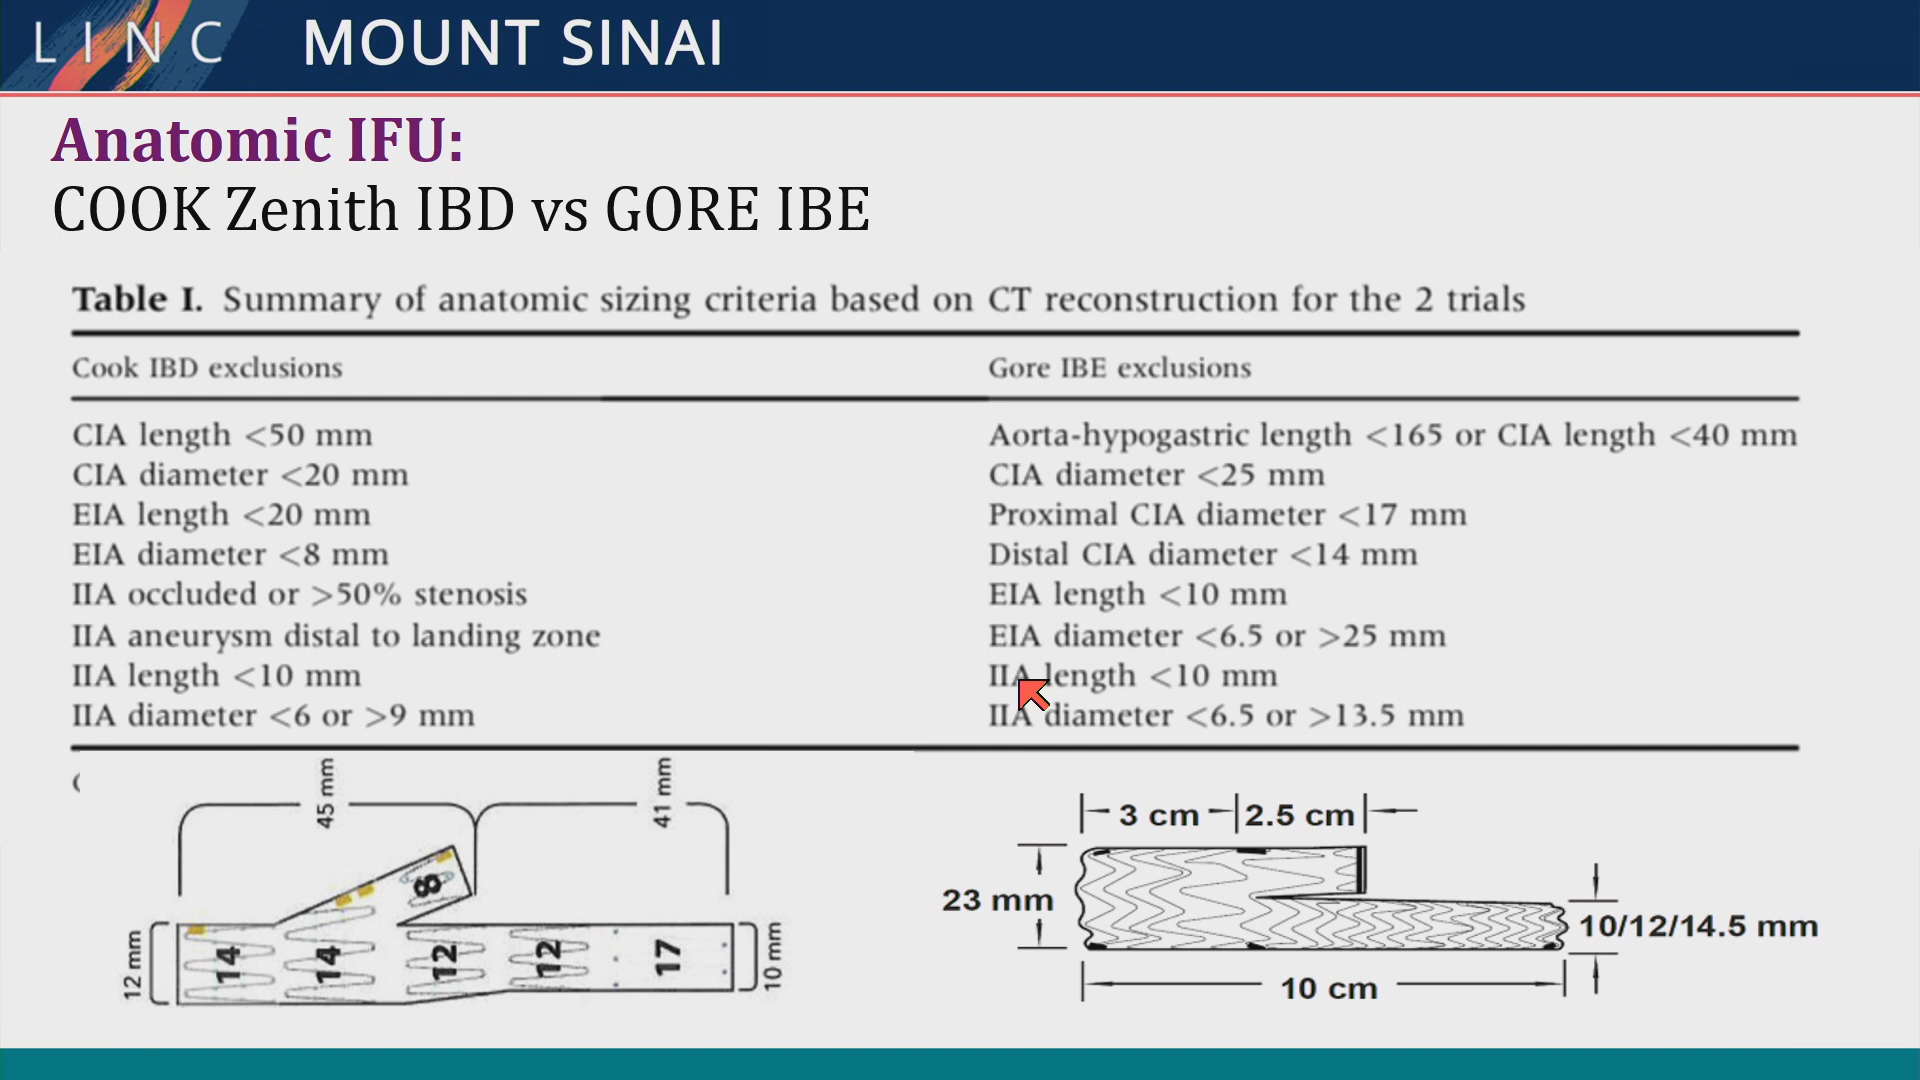 LINC MOUNT SINAI
Anatomic IFU:
COOK Zenith IBD vs GORE IBE
Table I. Summary of anatomic sizing criteria based on CT reconstruction for the 2 trials
Cook IBD exclusions
CIA length <50 mm
CIA diameter <20 mm
EIA length <20 mm
EIA diameter <8 mm
IIA occluded or >50% stenosis
IIA aneurysm distal to landing zone
IIA length <10 mm
IIA diameter <6 or >9 mm
Gore IBE exclusions
Aorta-hypogastric length <165 or CIA length <40 mm
CIA diameter <25 mm
Proximal CIA diameter <17 mm
Distal CIA diameter <14 mm
EIA length <10 mm
EIA diameter <6.5 or >25 mm
IIA length <10 mm
IIA diameter <6.5 or >13.5 mm
45 mm
41 mm
8
12 mm
14
14
12
12
17
10 mm
3 cm
2.5 cm
23 mm
10/12/14.5 mm
10 cm